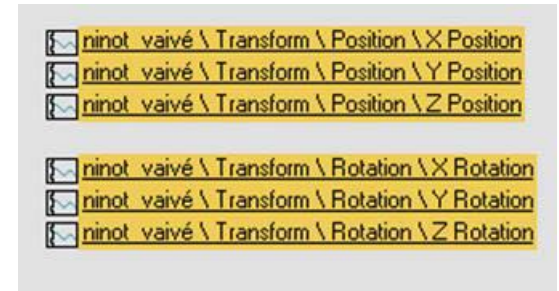 ninot_vaivé \ Transform \ Position \ X Position
ninot_vaivé \ Transform \ Position \ Y Position
ninot_vaivé \ Transform \ Position \ Z Position
ninot_vaivé \ Transform \ Rotation \ X Rotation
ninot_vaivé \ Transform \ Rotation \ Y Rotation
ninot_vaivé \ Transform \ Rotation \ Z Rotation